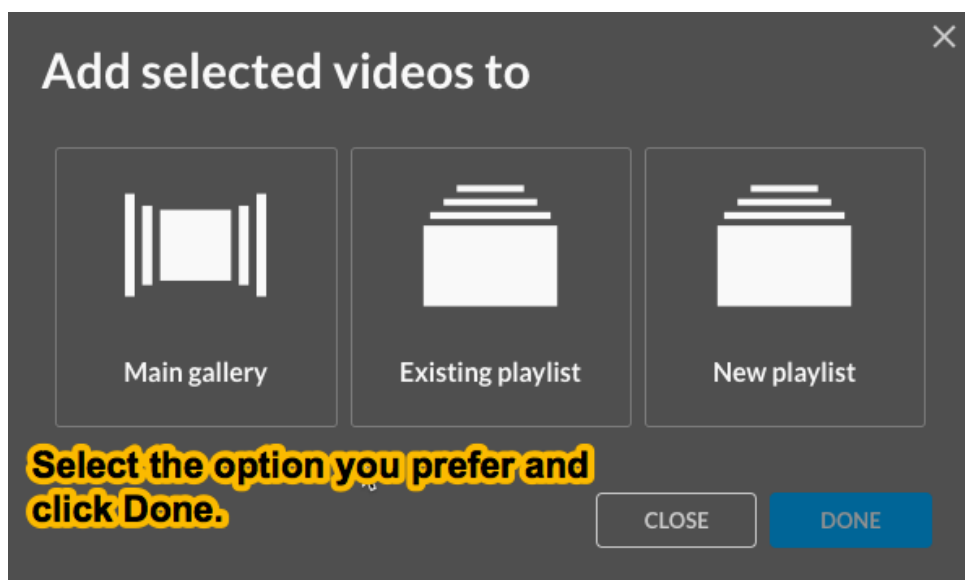 Add selected videos to
Main gallery
Existing playlist
New playlist
Select the option you prefer and
click Done.
CLOSE
DONE